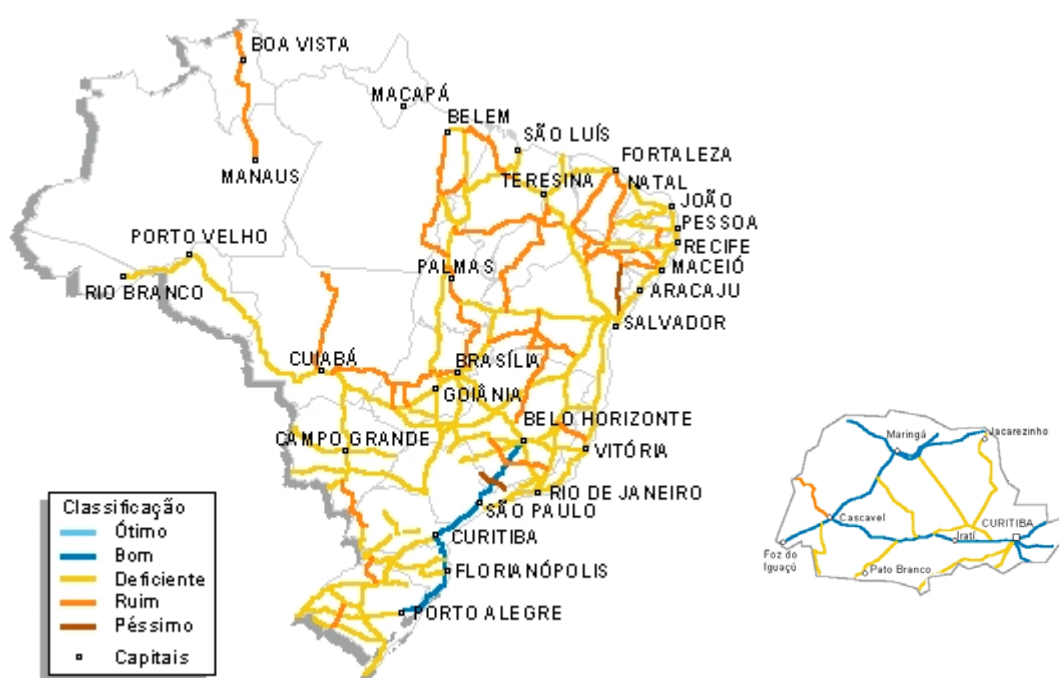 BOA VISTA
MACAPÁ
BELEM
SÃO LUÍS
MANAUS
TERESINA
FORTALEZA
NATAL
JOÃO
PESSOA
PORTO VELHO
RECIFE
PALMAS
MACEIÓ
RIO BRANCO
ARACAJU
SALVADOR
CUIABÁ
BRASÍLIA
GOIÂNIA
BELO HORIZONTE
CAMPO GRANDE
VITÓRIA
RIO DE JANEIRO
SÃO PAULO
CURITIBA
FLORIANÓPOLIS
PORTO ALEGRE
Classificação
Ótimo
Bom
Deficiente
Ruim
Péssimo
Capitais
Maringá
Jacarezinho
Cascavel
CURITIBA
Irati
Foz do
Iguaçú
Pato Branco